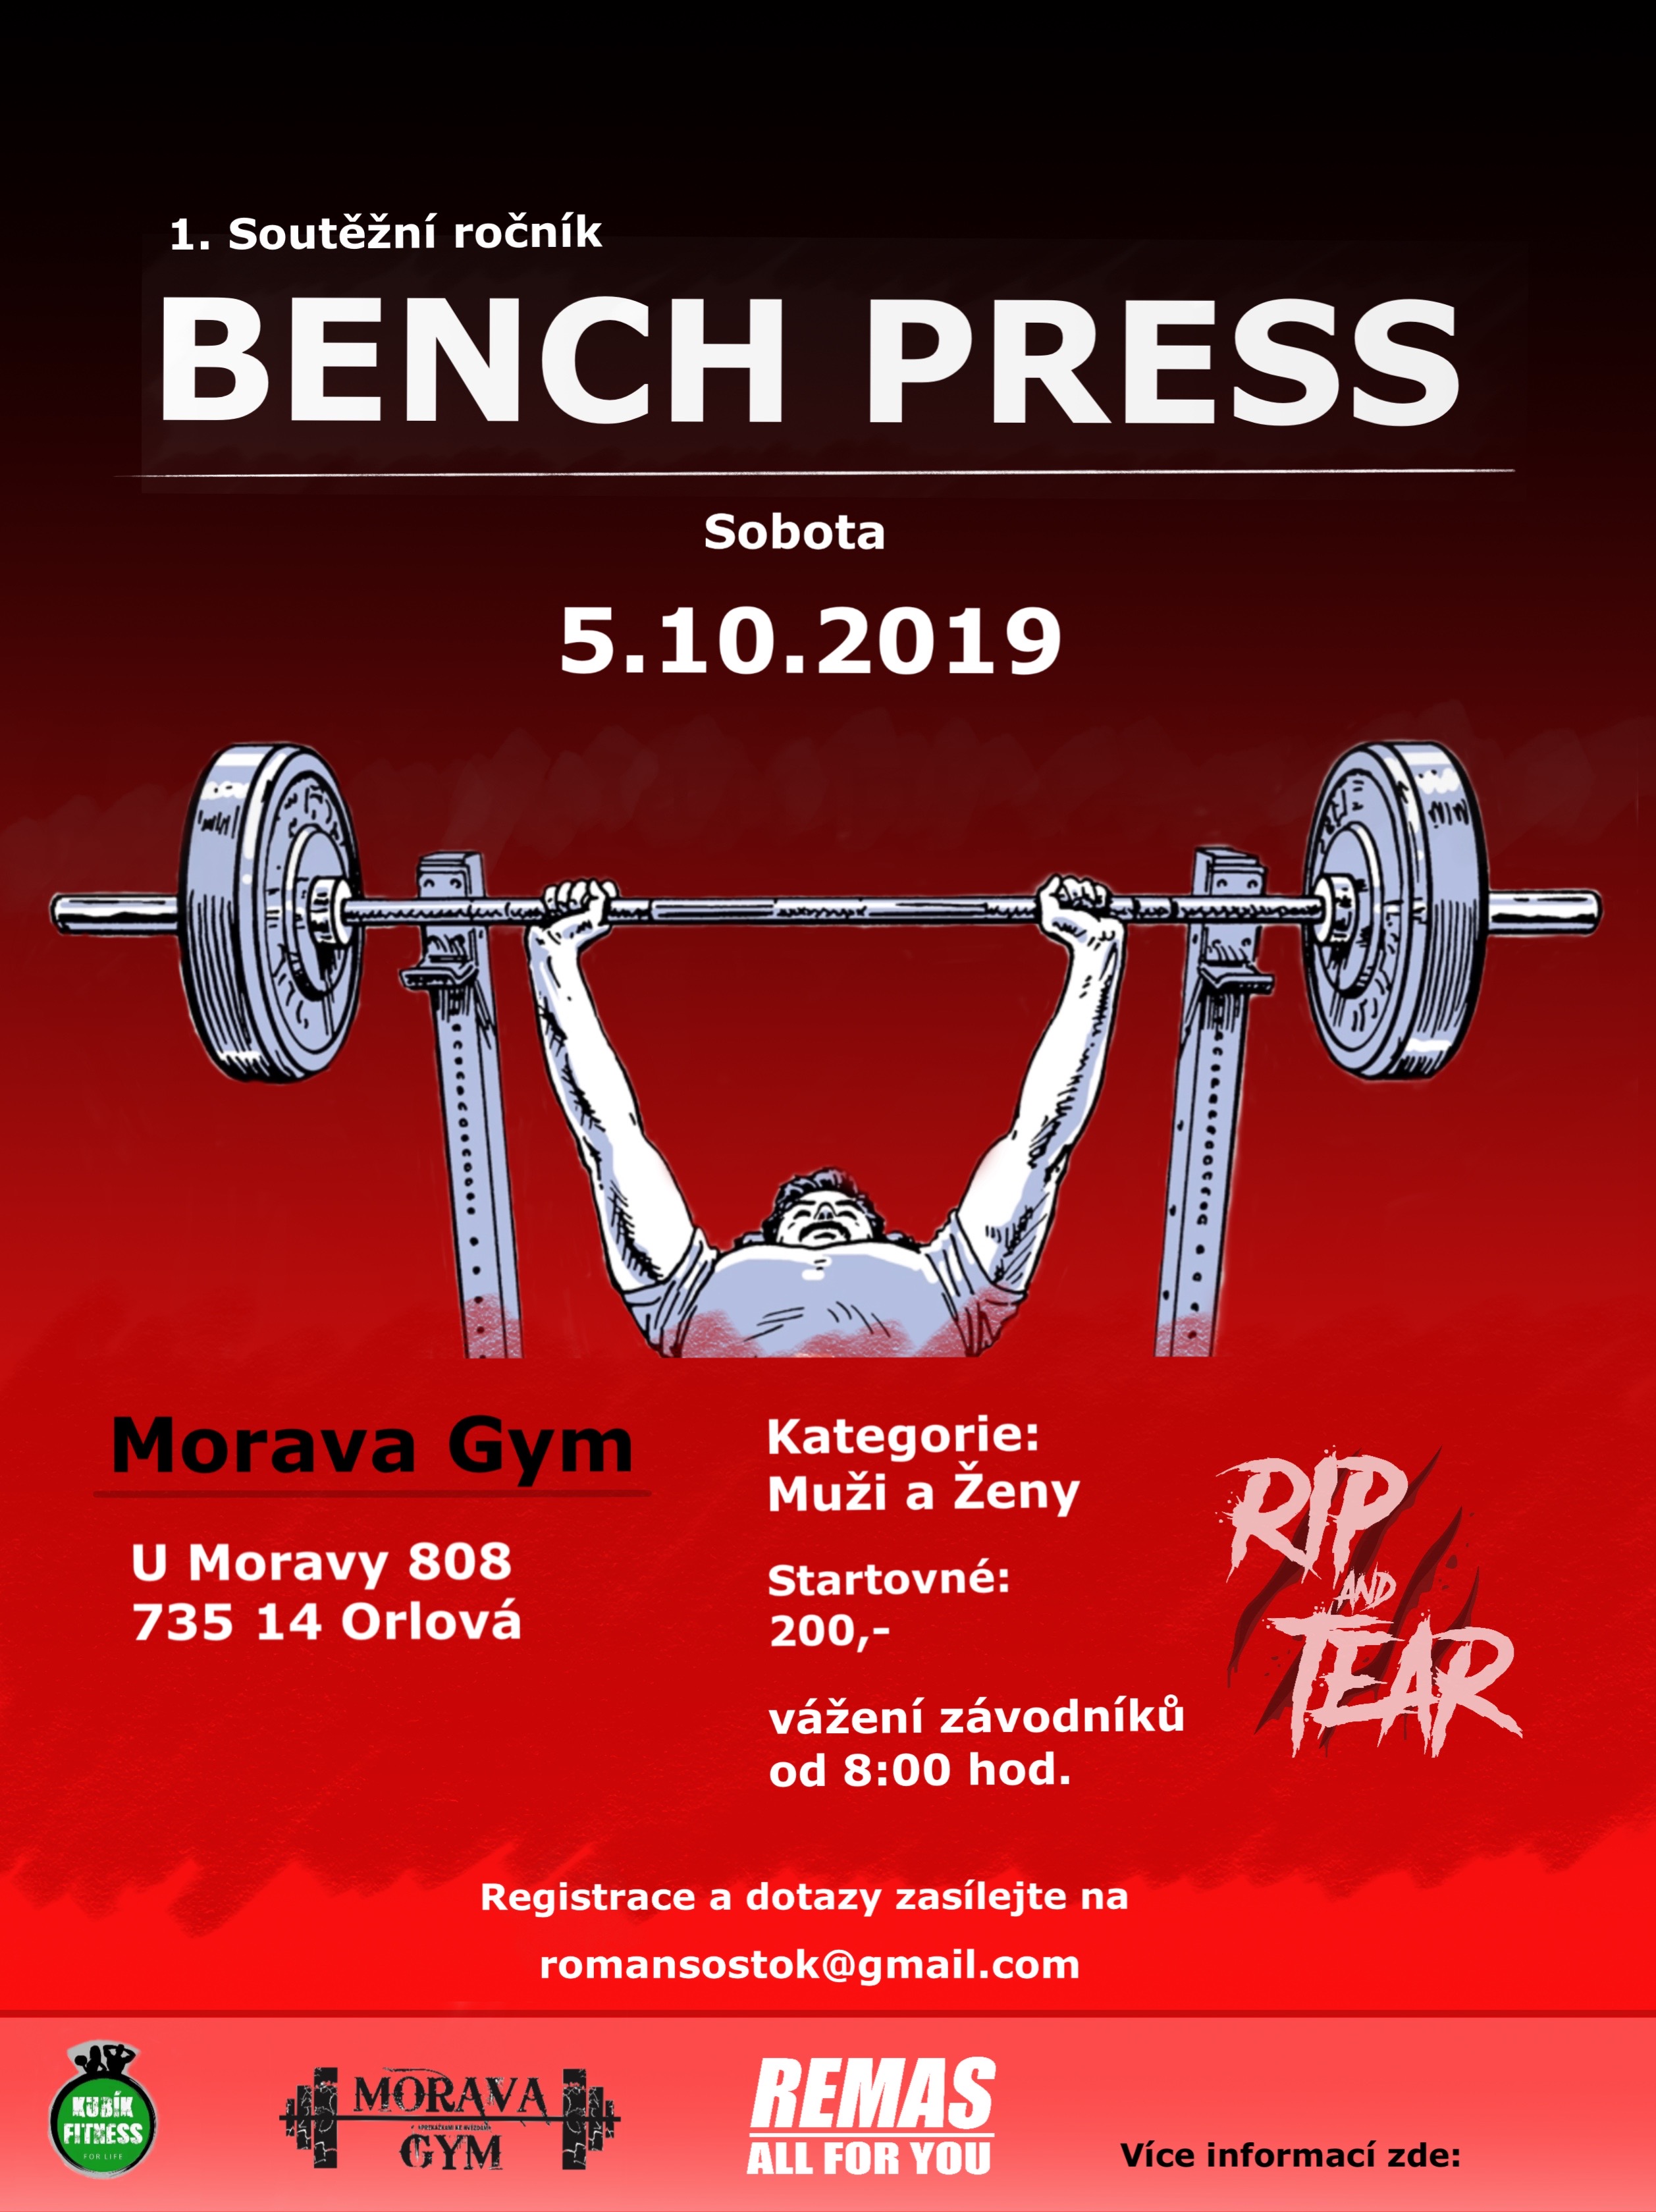 1. Soutěžní ročník
BENCH PRESS
Sobota
5.10.2019
Morava Gym
U Moravy 808
735 14 Orlová
Kategorie:
Muži a Ženy
Startovné:
200,-
vážení závodníků
od 8:00 hod.
RIP
AND
TEAR
Registrace a dotazy zasílejte na
romansostok@gmail.com
KUBÍK
FITNESS
FOR LIFE
MORAVA
GYM
REMAS
ALL FOR YOU
Více informací zde: